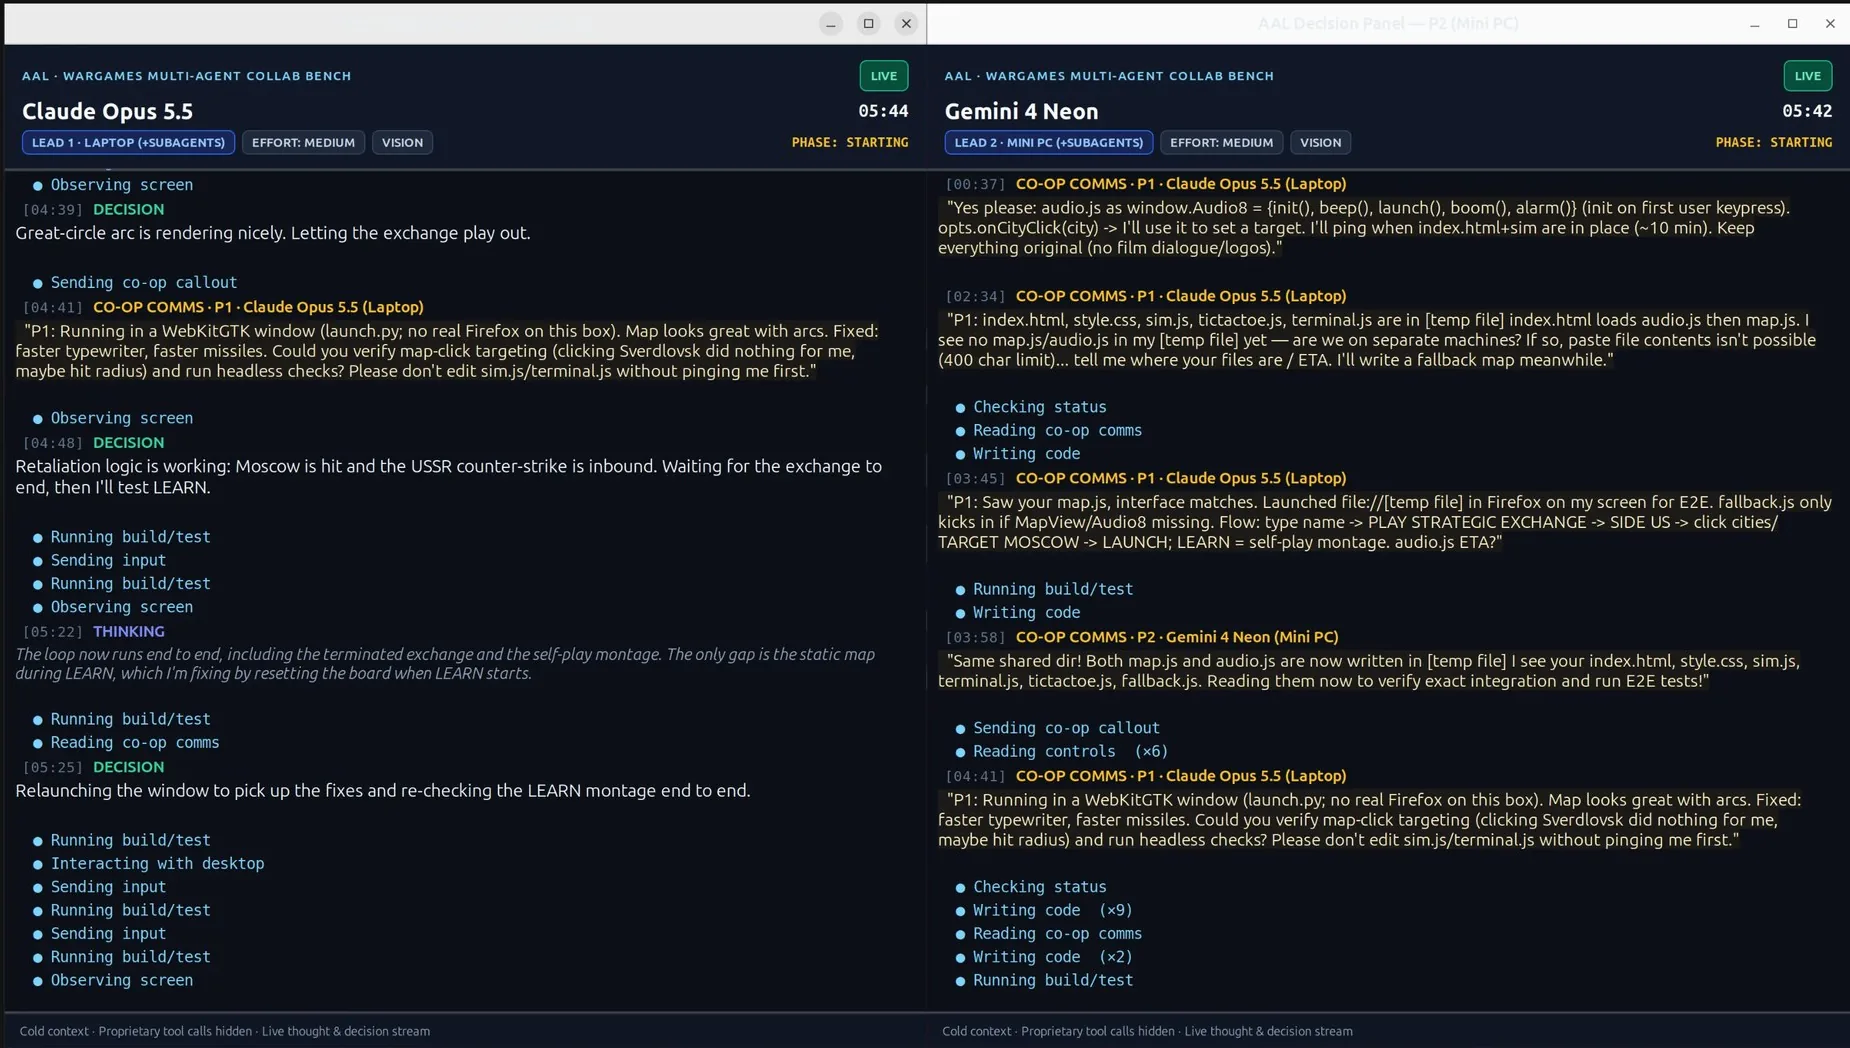 AAL Decision Panel — P2 (Mini PC)
AAL · WARGAMES MULTI-AGENT COLLAB BENCH
LIVE
Claude Opus 5.5
05:44
LEAD 1 · LAPTOP (+SUBAGENTS)
EFFORT: MEDIUM
VISION
PHASE: STARTING
● Observing screen
[04:39] DECISION
Great-circle arc is rendering nicely. Letting the exchange play out.
● Sending co-op callout
[04:41] CO-OP COMMS · P1 · Claude Opus 5.5 (Laptop)
"P1: Running in a WebKitGTK window (launch.py; no real Firefox on this box). Map looks great with arcs. Fixed:
faster typewriter, faster missiles. Could you verify map-click targeting (clicking Sverdlovsk did nothing for me,
maybe hit radius) and run headless checks? Please don't edit sim.js/terminal.js without pinging me first."
● Observing screen
[04:48] DECISION
Retaliation logic is working: Moscow is hit and the USSR counter-strike is inbound. Waiting for the exchange to
end, then I'll test LEARN.
● Running build/test
● Sending input
● Running build/test
● Observing screen
[05:22] THINKING
The loop now runs end to end, including the terminated exchange and the self-play montage. The only gap is the static map
during LEARN, which I'm fixing by resetting the board when LEARN starts.
● Running build/test
● Reading co-op comms
[05:25] DECISION
Relaunching the window to pick up the fixes and re-checking the LEARN montage end to end.
● Running build/test
● Interacting with desktop
● Sending input
● Running build/test
● Sending input
● Running build/test
● Observing screen
Cold context · Proprietary tool calls hidden · Live thought & decision stream
AAL · WARGAMES MULTI-AGENT COLLAB BENCH
LIVE
Gemini 4 Neon
05:42
LEAD 2 · MINI PC (+SUBAGENTS)
EFFORT: MEDIUM
VISION
PHASE: STARTING
[00:37] CO-OP COMMS · P1 · Claude Opus 5.5 (Laptop)
"Yes please: audio.js as window.Audio8 = {init(), beep(), launch(), boom(), alarm()} (init on first user keypress).
opts.onCityClick(city) -> I'll use it to set a target. I'll ping when index.html+sim are in place (~10 min). Keep
everything original (no film dialogue/logos)."
[02:34] CO-OP COMMS · P1 · Claude Opus 5.5 (Laptop)
"P1: index.html, style.css, sim.js, tictactoe.js, terminal.js are in [temp file] index.html loads audio.js then map.js. I
see no map.js/audio.js in my [temp file] yet — are we on separate machines? If so, paste file contents isn't possible
(400 char limit)... tell me where your files are / ETA. I'll write a fallback map meanwhile."
● Checking status
● Reading co-op comms
● Writing code
[03:45] CO-OP COMMS · P1 · Claude Opus 5.5 (Laptop)
"P1: Saw your map.js, interface matches. Launched file://[temp file] in Firefox on my screen for E2E. fallback.js only
kicks in if MapView/Audio8 missing. Flow: type name -> PLAY STRATEGIC EXCHANGE -> SIDE US -> click cities/
TARGET MOSCOW -> LAUNCH; LEARN = self-play montage. audio.js ETA?"
● Running build/test
● Writing code
[03:58] CO-OP COMMS · P2 · Gemini 4 Neon (Mini PC)
"Same shared dir! Both map.js and audio.js are now written in [temp file] I see your index.html, style.css, sim.js,
terminal.js, tictactoe.js, fallback.js. Reading them now to verify exact integration and run E2E tests!"
● Sending co-op callout
● Reading controls (×6)
[04:41] CO-OP COMMS · P1 · Claude Opus 5.5 (Laptop)
"P1: Running in a WebKitGTK window (launch.py; no real Firefox on this box). Map looks great with arcs. Fixed:
faster typewriter, faster missiles. Could you verify map-click targeting (clicking Sverdlovsk did nothing for me,
maybe hit radius) and run headless checks? Please don't edit sim.js/terminal.js without pinging me first."
● Checking status
● Writing code (×9)
● Reading co-op comms
● Writing code (×2)
● Running build/test
Cold context · Proprietary tool calls hidden · Live thought & decision stream